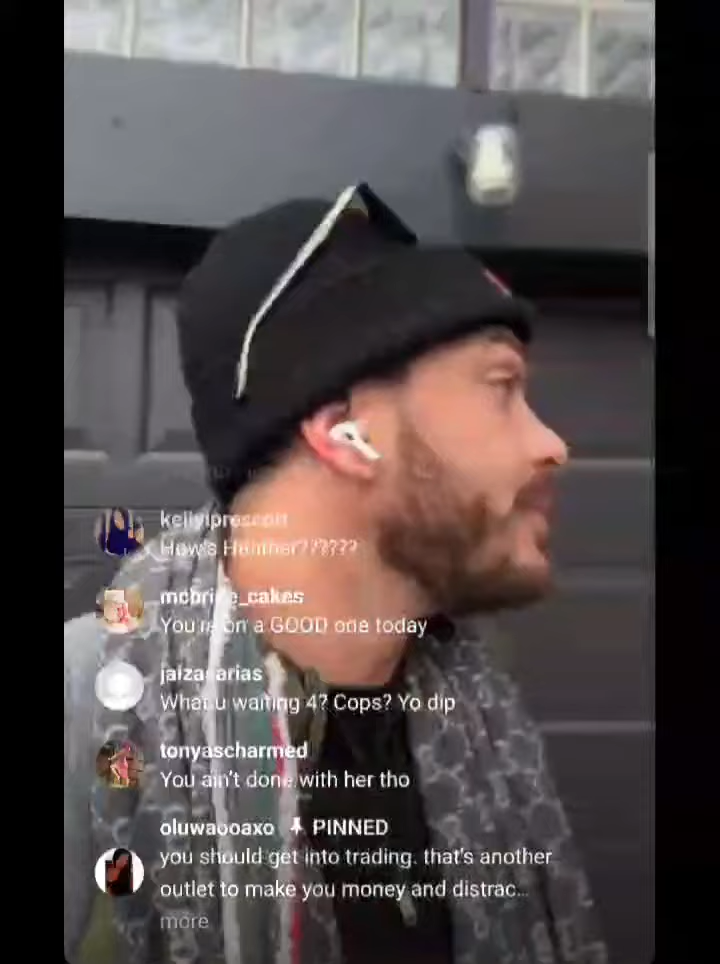 How's Heather??????
mcbride_cakes
You're on a GOOD one today
What u waiting 4? Cops? Yo dip
tonyascharmed
You ain't done with her tho
oluwaooaxo PINNED
you should get into trading. that's another
outlet to make you money and distrac...
more